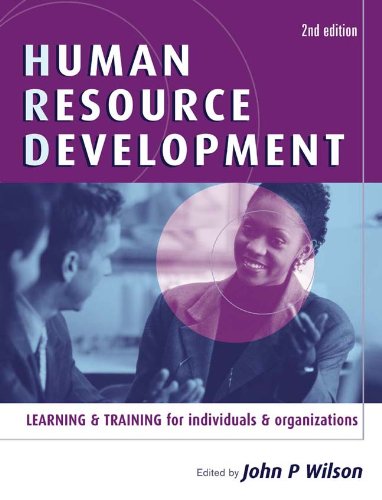 2nd edition
HUMAN
RESOURCE
DEVELOPMENT
LEARNING & TRAINING for individuals & organizations
Edited by John P Wilson